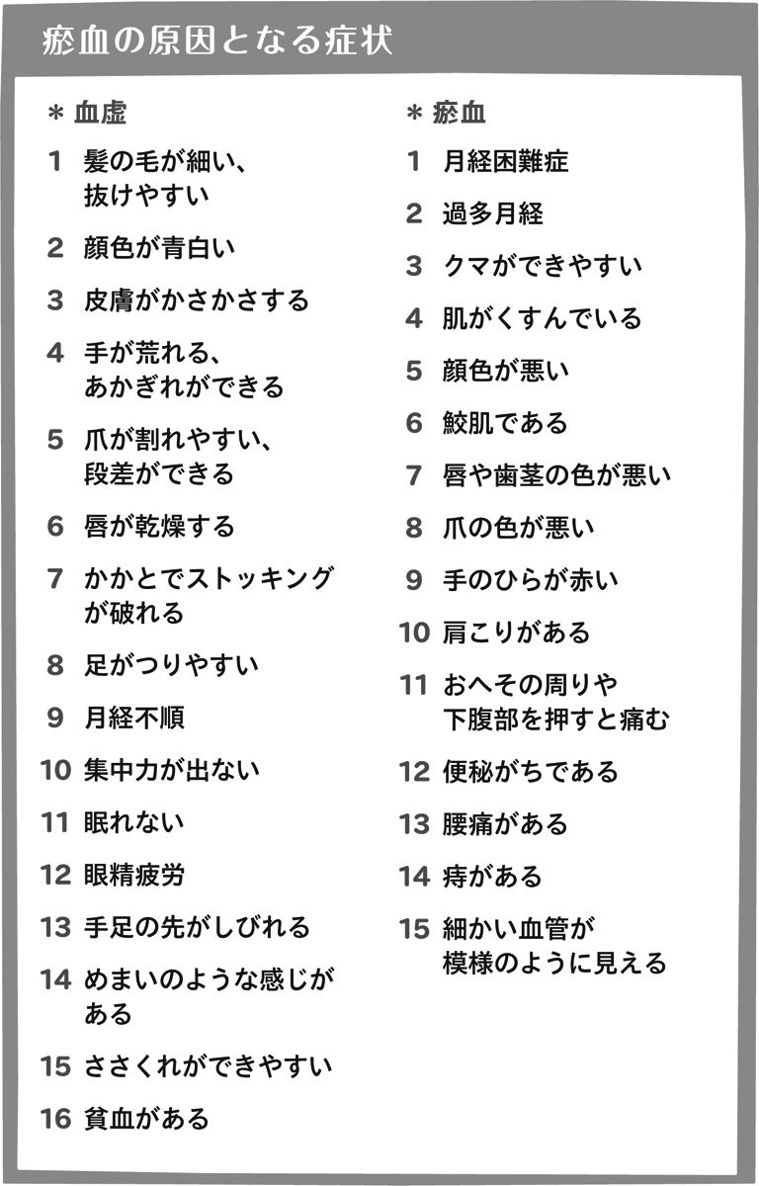 瘀血の原因となる症状
＊血虚
1 髪の毛が細い、
抜けやすい
2 顔色が青白い
3 皮膚がかさかさする
4 手が荒れる、
あかぎれができる
5 爪が割れやすい、
段差ができる
6 唇が乾燥する
7 かかとでストッキング
が破れる
8 足がつりやすい
9 月経不順
10 集中力が出ない
11 眠れない
12 眼精疲労
13 手足の先がしびれる
14 めまいのような感じが
ある
15 ささくれができやすい
16 貧血がある
＊瘀血
1 月経困難症
2 過多月経
3 クマができやすい
4 肌がくすんでいる
5 顔色が悪い
6 鮫肌である
7 唇や歯茎の色が悪い
8 爪の色が悪い
9 手のひらが赤い
10 肩こりがある
11 おへその周りや
下腹部を押すと痛む
12 便秘がちである
13 腰痛がある
14 痔がある
15 細かい血管が
模様のように見える